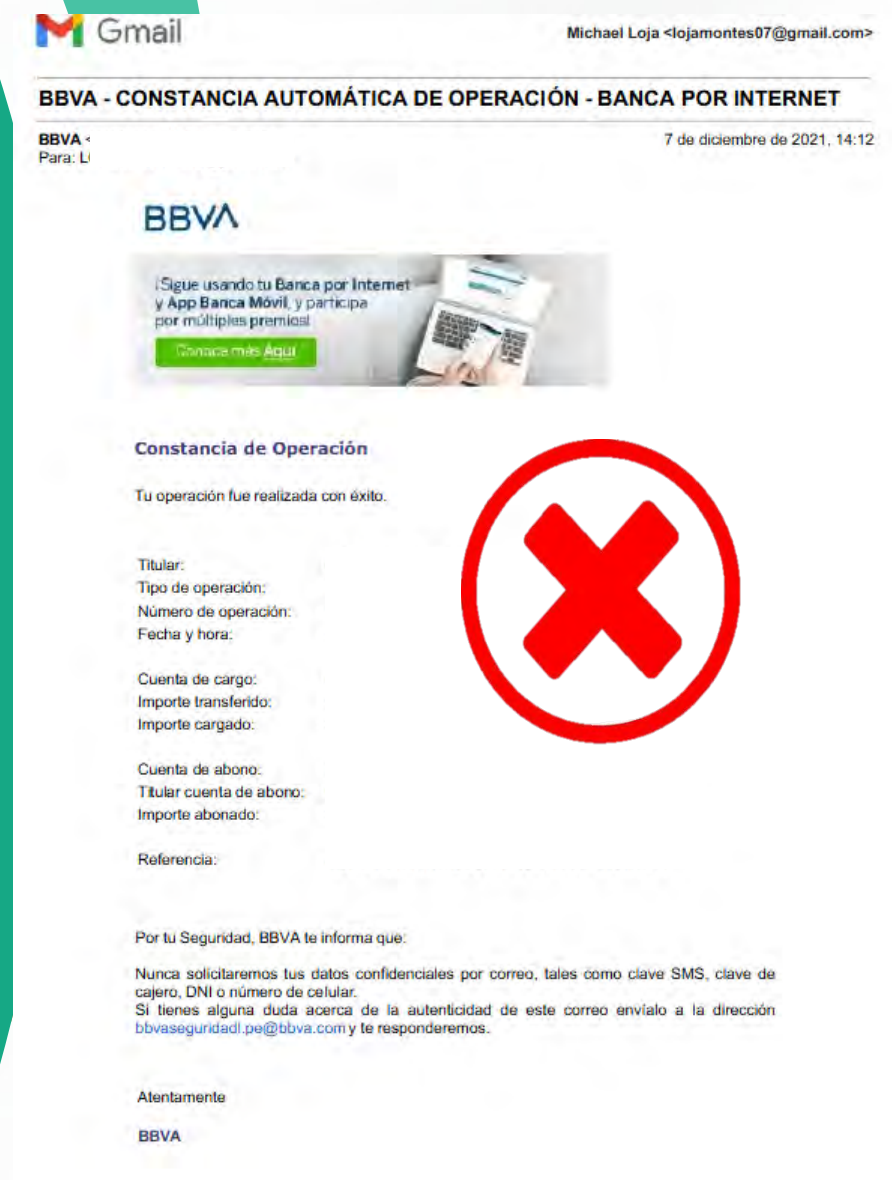 Gmail
Michael Loja <lojamontes07@gmail.com>
BBVA - CONSTANCIA AUTOMÁTICA DE OPERACIÓN - BANCA POR INTERNET
BBVA <
7 de diciembre de 2021, 14:12
Para: L
BBVA
¡Sigue usando tu Banca por Internet
y App Banca Móvil, y participa
por múltiples premios!
Conoce más Aquí
Constancia de Operación
Tu operación fue realizada con éxito.
Titular:
Tipo de operación:
Número de operación:
Fecha y hora:
Cuenta de cargo:
Importe transferido:
Importe cargado:
Cuenta de abono:
Titular cuenta de abono:
Importe abonado:
Referencia:
Por tu Seguridad, BBVA te informa que:
Nunca solicitaremos tus datos confidenciales por correo, tales como clave SMS, clave de
cajero, DNI o número de celular.
Si tienes alguna duda acerca de la autenticidad de este correo envíalo a la dirección
bbvaseguridadl.pe@bbva.com y te responderemos.
Atentamente
BBVA